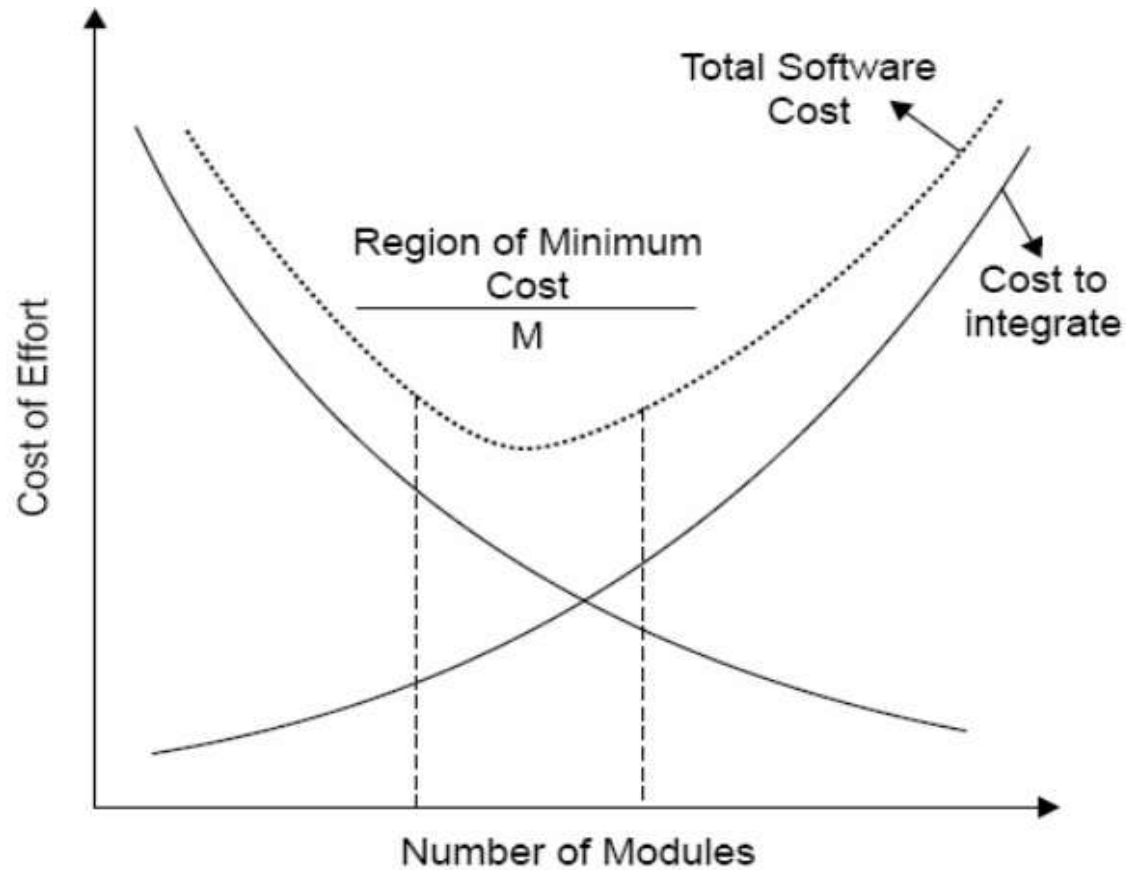 Total Software
Cost
Region of Minimum
Cost
M
Cost to
integrate
Cost of Effort
Number of Modules